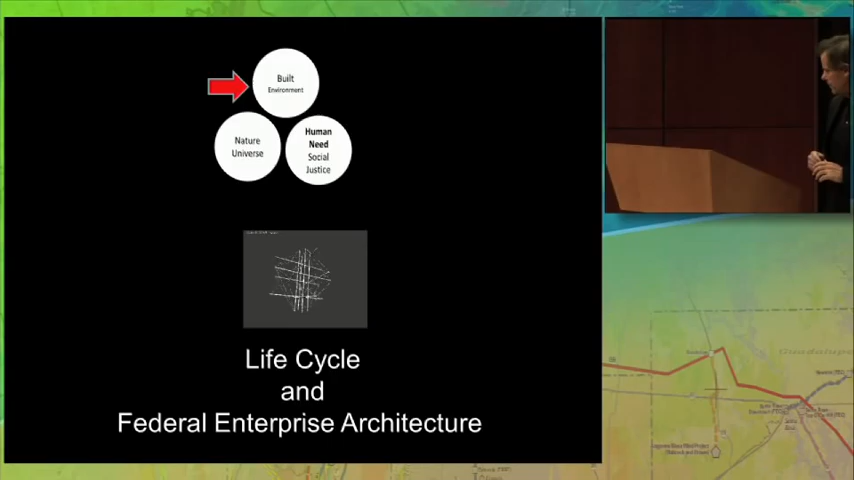 Built
Environment
Nature
Universe
Human
Need
Social
Justice
Life Cycle
and
Federal Enterprise Architecture